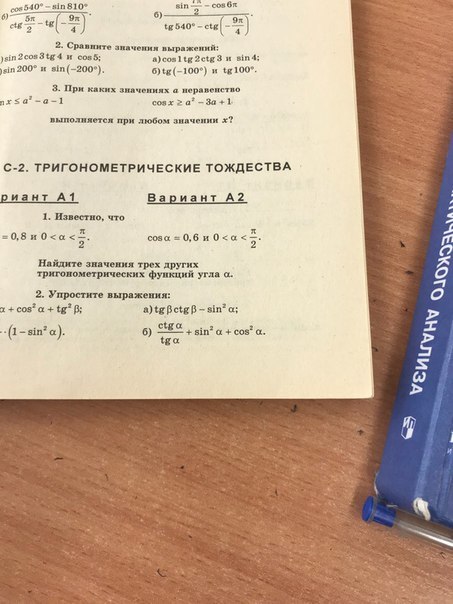 cos 540° – sin 810°
б) ctg 5π/2 – tg(–9π/4)
sin 7π/2 – cos 6π
б) tg 540° – ctg(–9π/4)
2. Сравните значения выражений:
) sin 2 cos 3 tg 4 и cos 5; а) cos 1 tg 2 ctg 3 и sin 4;
) sin 200° и sin(–200°). б) tg(–100°) и tg 100°.
3. При каких значениях a неравенство
n x ≤ a² – a – 1 cos x ≥ a² – 3a + 1
выполняется при любом значении x?
С-2. ТРИГОНОМЕТРИЧЕСКИЕ ТОЖДЕСТВА
риант А1 Вариант А2
1. Известно, что
= 0,8 и 0 < α < π/2. cos α = 0,6 и 0 < α < π/2.
Найдите значения трех других
тригонометрических функций угла α.
2. Упростите выражения:
α + cos² α + tg² β; а) tg β ctg β – sin² α;
· (1 – sin² α). б) ctg α/tg α + sin² α + cos² α.
ТИЧЕСКОГО АНАЛИЗА